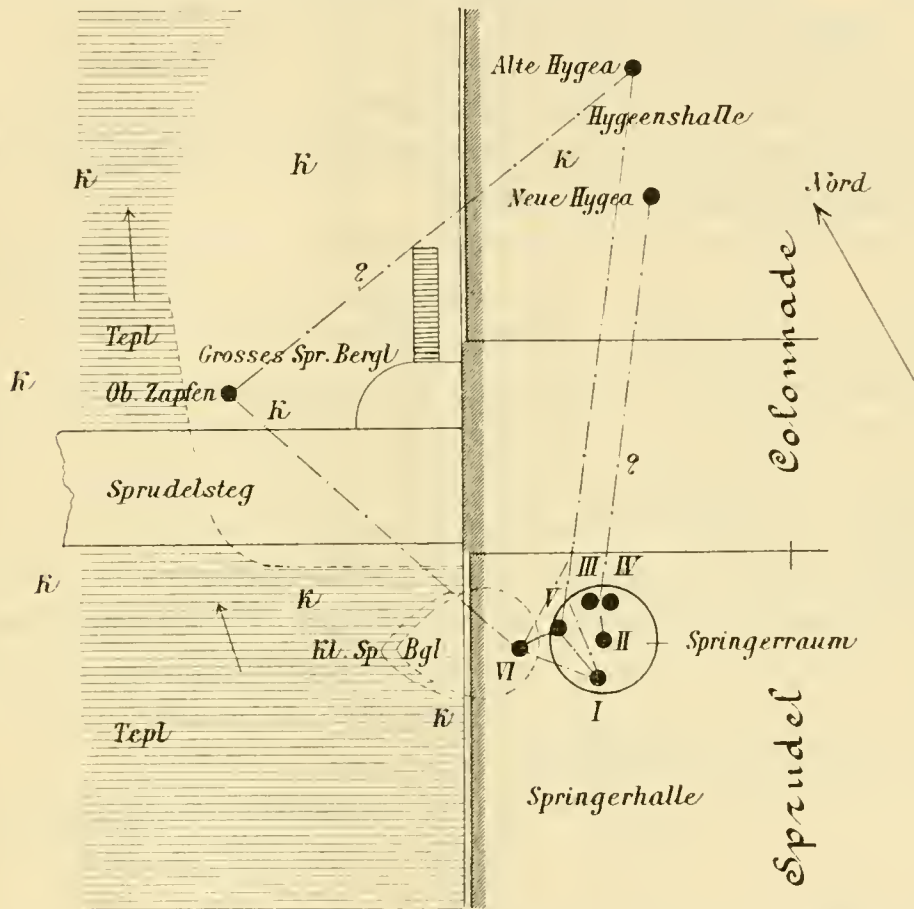 Alte Hygea
Hygeenshalle
K
K
K
Neue Hygea
Nord
?
Tepl
Grosses Spr. Bergl
K
Ob. Zapfen
K
Colonnade
?
Sprudelsteg
III IV
K
K
V
Kl. Sp. Bgl
VI
II
Springerraum
K
I
Tepl
Springerhalle
Sprudel